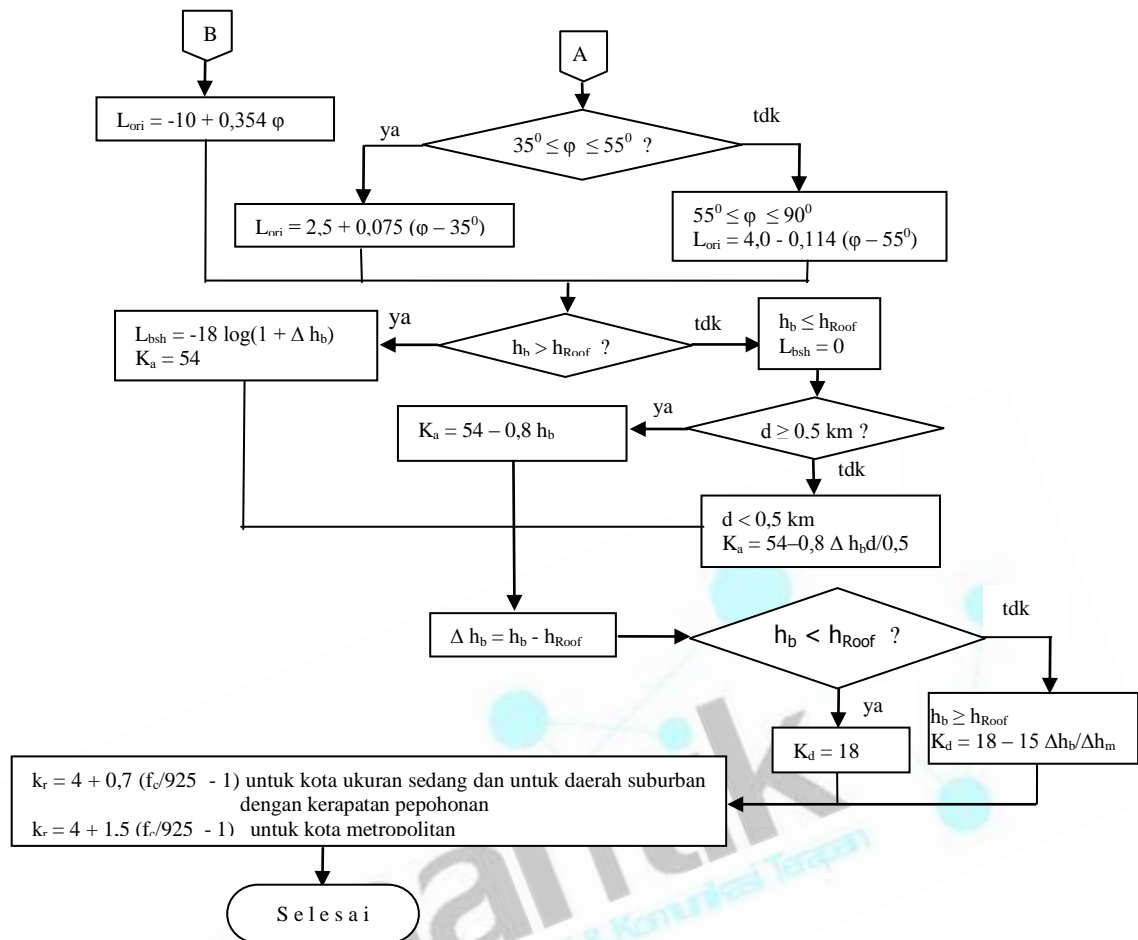 B
A
L_ori = -10 + 0,354 φ
ya
tdk
35⁰ ≤ φ ≤ 55⁰ ?
L_ori = 2,5 + 0,075 (φ – 35⁰)
55⁰ ≤ φ ≤ 90⁰
L_ori = 4,0 - 0,114 (φ – 55⁰)
ya
tdk
L_bsh = -18 log(1 + Δ h_b)
K_a = 54
h_b > h_Roof ?
h_b ≤ h_Roof
L_bsh = 0
ya
K_a = 54 – 0,8 h_b
d ≥ 0,5 km ?
tdk
d < 0,5 km
K_a = 54–0,8 Δ h_bd/0,5
Δ h_b = h_b - h_Roof
h_b < h_Roof ?
tdk
ya
K_d = 18
h_b ≥ h_Roof
K_d = 18 – 15 Δh_b/Δh_m
k_r = 4 + 0,7 (f_c/925 - 1) untuk kota ukuran sedang dan untuk daerah suburban
dengan kerapatan pepohonan
k_r = 4 + 1,5 (f_c/925 - 1) untuk kota metropolitan
S e l e s a i
& Komunikasi Terapan